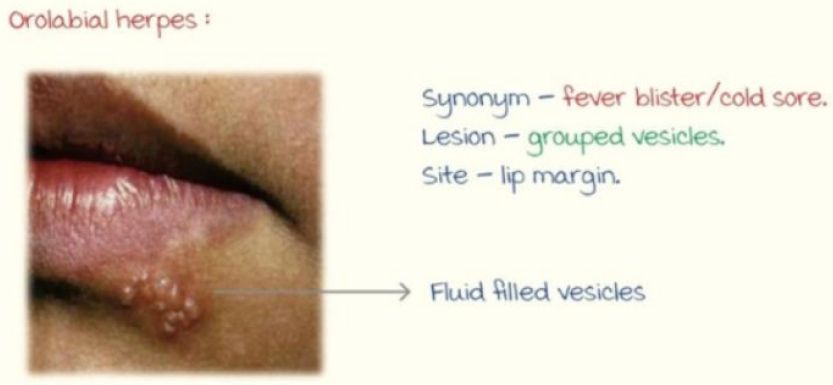 Orolabial herpes :
Synonym – fever blister/cold sore.
Lesion – grouped vesicles.
Site – lip margin.
Fluid filled vesicles